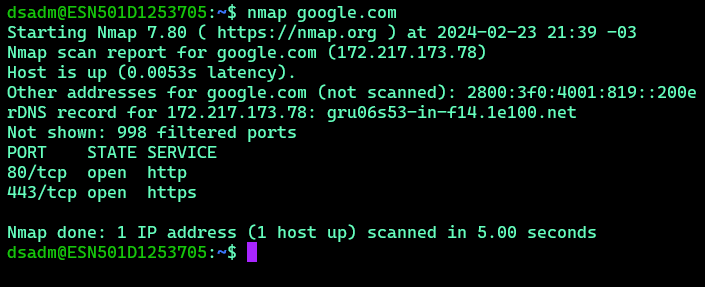 dsadm@ESN501D1253705:~$ nmap google.com
Starting Nmap 7.80 ( https://nmap.org ) at 2024-02-23 21:39 -03
Nmap scan report for google.com (172.217.173.78)
Host is up (0.0053s latency).
Other addresses for google.com (not scanned): 2800:3f0:4001:819::200e
rDNS record for 172.217.173.78: gru06s53-in-f14.1e100.net
Not shown: 998 filtered ports
PORT    STATE SERVICE
80/tcp  open  http
443/tcp open  https

Nmap done: 1 IP address (1 host up) scanned in 5.00 seconds
dsadm@ESN501D1253705:~$